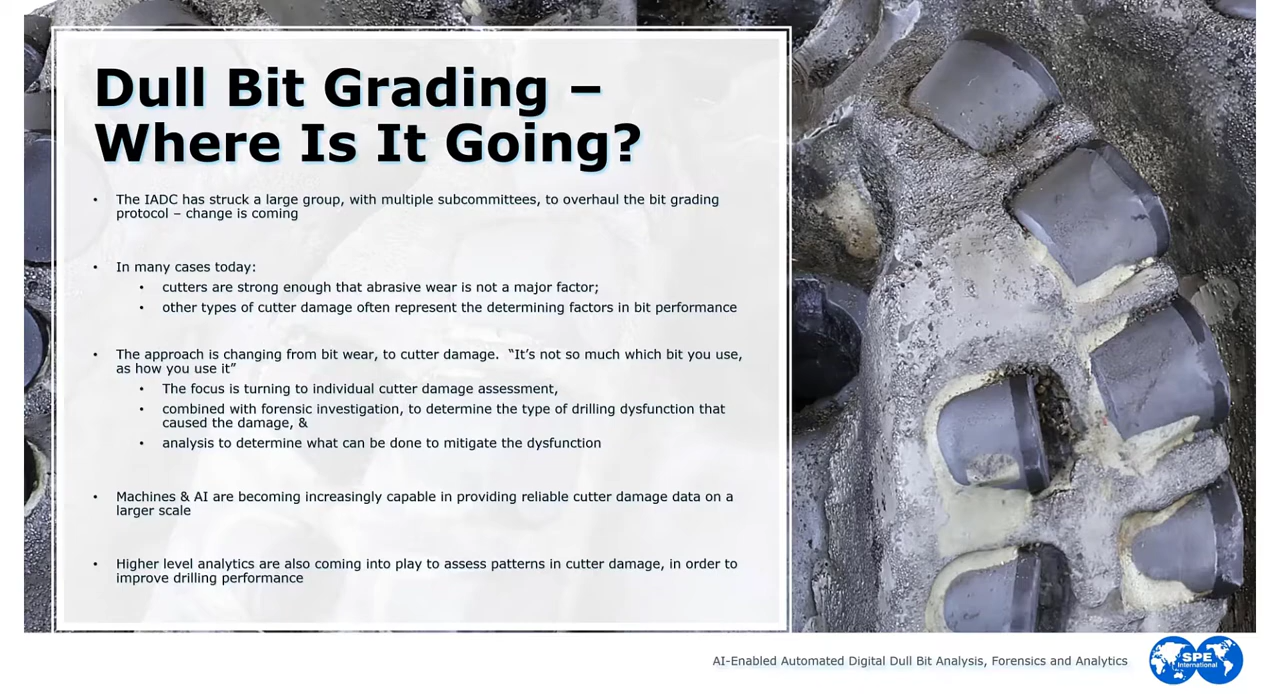 Dull Bit Grading –
Where Is It Going?
• The IADC has struck a large group, with multiple subcommittees, to overhaul the bit grading
protocol – change is coming
• In many cases today:
• cutters are strong enough that abrasive wear is not a major factor;
• other types of cutter damage often represent the determining factors in bit performance
• The approach is changing from bit wear, to cutter damage. “It’s not so much which bit you use,
as how you use it”
• The focus is turning to individual cutter damage assessment,
• combined with forensic investigation, to determine the type of drilling dysfunction that
caused the damage, &
• analysis to determine what can be done to mitigate the dysfunction
• Machines & AI are becoming increasingly capable in providing reliable cutter damage data on a
larger scale
• Higher level analytics are also coming into play to assess patterns in cutter damage, in order to
improve drilling performance
AI-Enabled Automated Digital Dull Bit Analysis, Forensics and Analytics
SPE
International